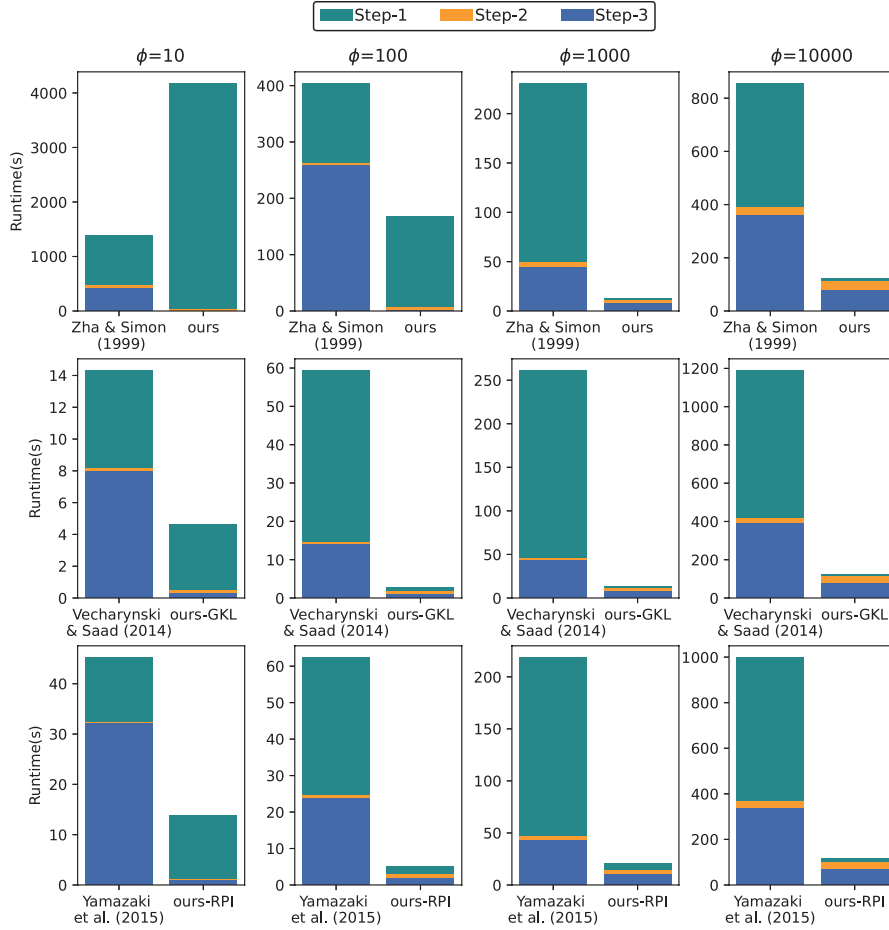 Step-1 Step-2 Step-3
ϕ=10 ϕ=100 ϕ=1000 ϕ=10000
Runtime(s)
4000
3000
2000
1000
0
400
300
200
100
0
200
150
100
50
0
800
600
400
200
0
Zha & Simon
(1999)
ours
Zha & Simon
(1999)
ours
Zha & Simon
(1999)
ours
Zha & Simon
(1999)
ours
Runtime(s)
14
12
10
8
6
4
2
0
60
50
40
30
20
10
0
250
200
150
100
50
0
1200
1000
800
600
400
200
0
Vecharynski
& Saad (2014)
ours-GKL
Vecharynski
& Saad (2014)
ours-GKL
Vecharynski
& Saad (2014)
ours-GKL
Vecharynski
& Saad (2014)
ours-GKL
Runtime(s)
40
30
20
10
0
60
50
40
30
20
10
0
200
150
100
50
0
1000
800
600
400
200
0
Yamazaki
et al. (2015)
ours-RPI
Yamazaki
et al. (2015)
ours-RPI
Yamazaki
et al. (2015)
ours-RPI
Yamazaki
et al. (2015)
ours-RPI